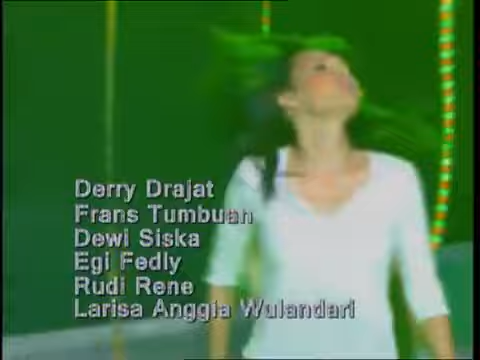 Derry Drajat
Frans Tumbuan
Dewi Siska
Egi Fedly
Rudi Rene
Larisa Anggia Wulandari